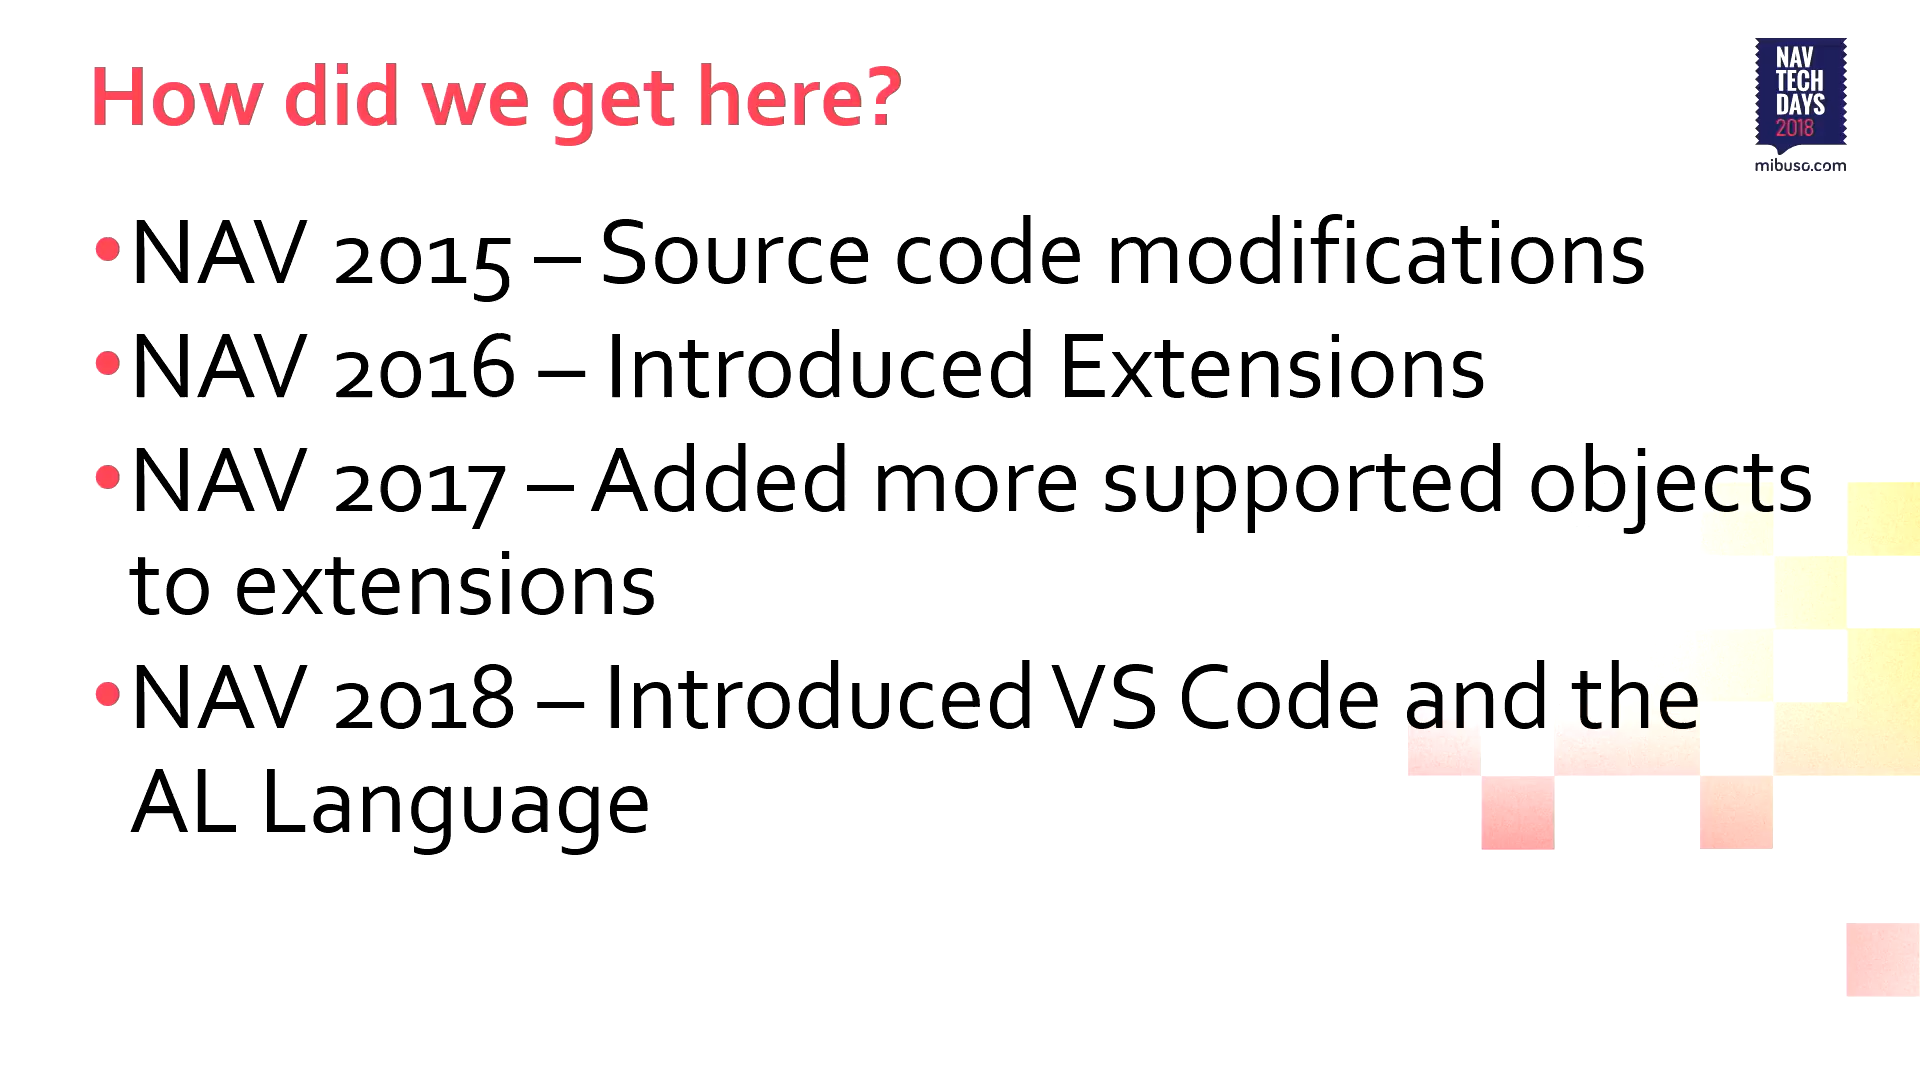 How did we get here?
NAV
TECH
DAYS
2018
mibuso.com
•NAV 2015 – Source code modifications
•NAV 2016 – Introduced Extensions
•NAV 2017 – Added more supported objects
to extensions
•NAV 2018 – Introduced VS Code and the
AL Language